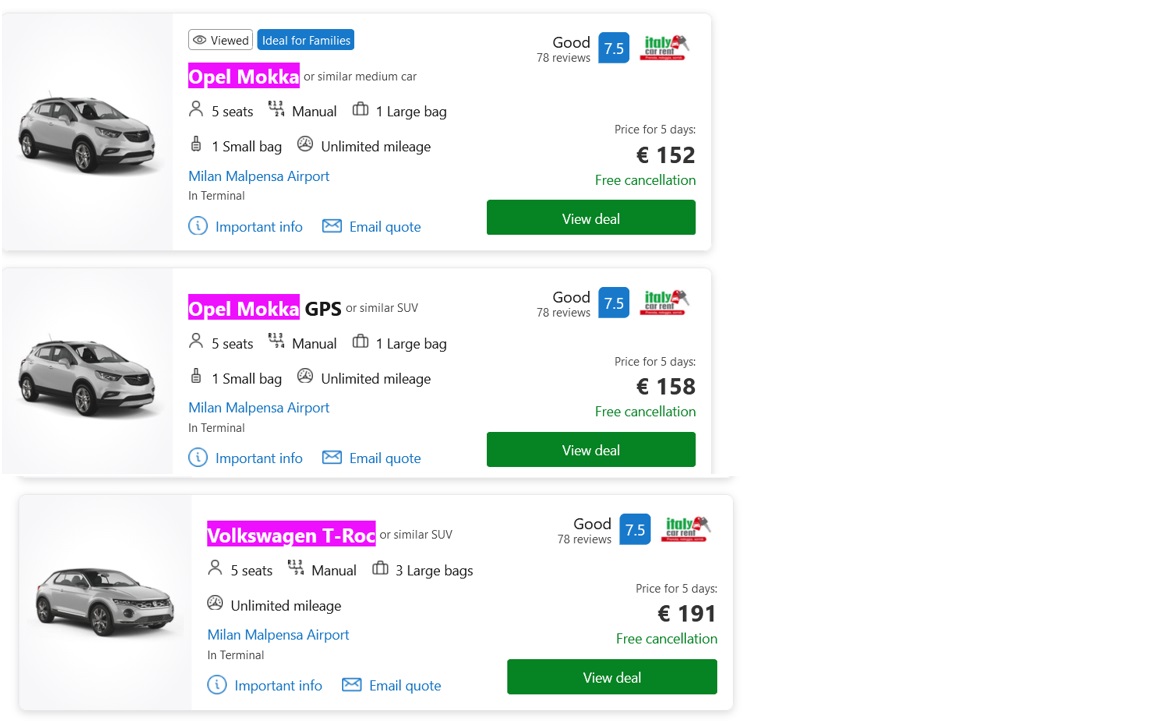 Viewed Ideal for Families
Good
78 reviews
7.5
italy
car rent
Opel Mokka or similar medium car
5 seats Manual 1 Large bag
1 Small bag Unlimited mileage
Price for 5 days:
€ 152
Milan Malpensa Airport
Free cancellation
In Terminal
Important info Email quote
View deal
Good
78 reviews
7.5
italy
car rent
Opel Mokka GPS or similar SUV
5 seats Manual 1 Large bag
1 Small bag Unlimited mileage
Price for 5 days:
€ 158
Milan Malpensa Airport
Free cancellation
In Terminal
Important info Email quote
View deal
Good
78 reviews
7.5
italy
car rent
Volkswagen T-Roc or similar SUV
5 seats Manual 3 Large bags
Unlimited mileage
Price for 5 days:
€ 191
Milan Malpensa Airport
Free cancellation
In Terminal
Important info Email quote
View deal